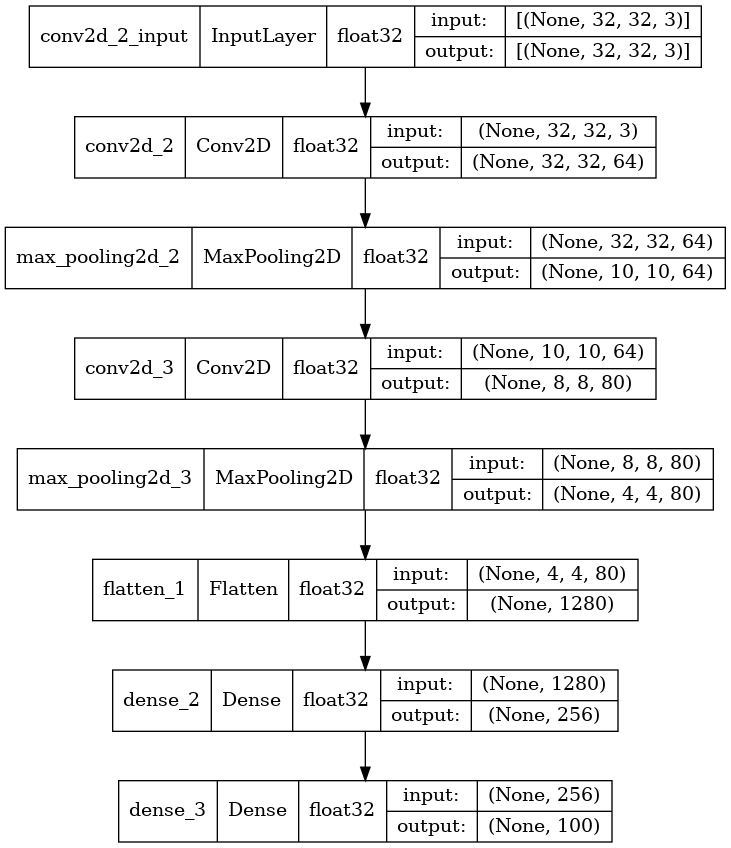 conv2d_2_input InputLayer float32 input: [(None, 32, 32, 3)]
output: [(None, 32, 32, 3)]
conv2d_2 Conv2D float32 input: (None, 32, 32, 3)
output: (None, 32, 32, 64)
max_pooling2d_2 MaxPooling2D float32 input: (None, 32, 32, 64)
output: (None, 10, 10, 64)
conv2d_3 Conv2D float32 input: (None, 10, 10, 64)
output: (None, 8, 8, 80)
max_pooling2d_3 MaxPooling2D float32 input: (None, 8, 8, 80)
output: (None, 4, 4, 80)
flatten_1 Flatten float32 input: (None, 4, 4, 80)
output: (None, 1280)
dense_2 Dense float32 input: (None, 1280)
output: (None, 256)
dense_3 Dense float32 input: (None, 256)
output: (None, 100)